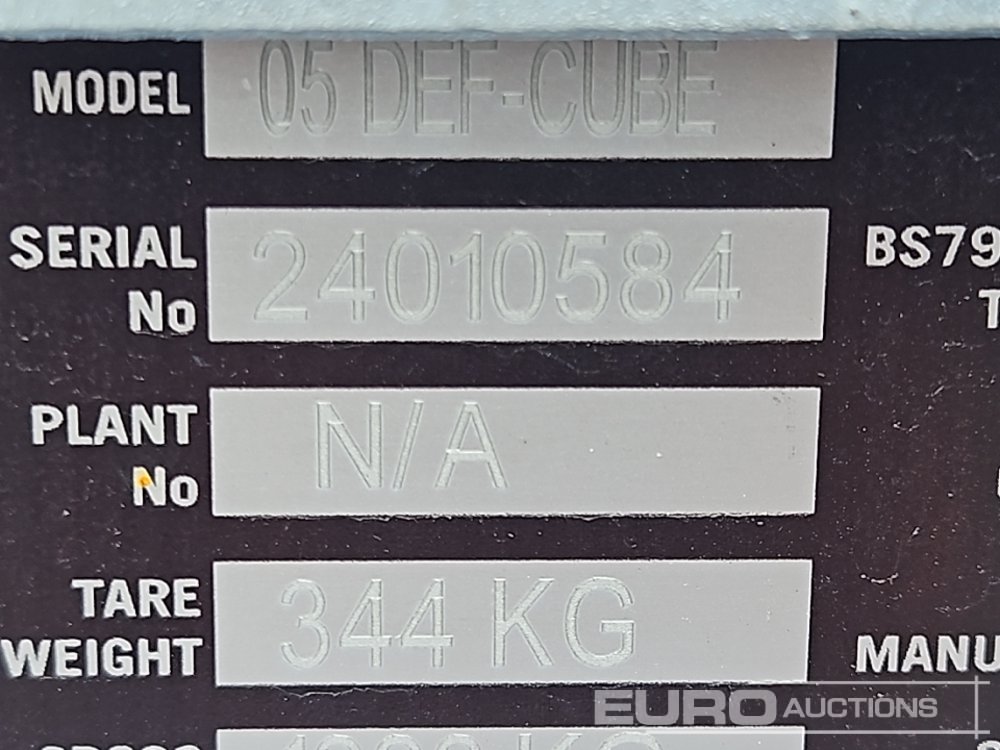 MODEL 05 DEF-CUBE
SERIAL No 24010584
BS79
PLANT No N/A
TARE WEIGHT 344 KG
MANU
EURO AUCTIONS